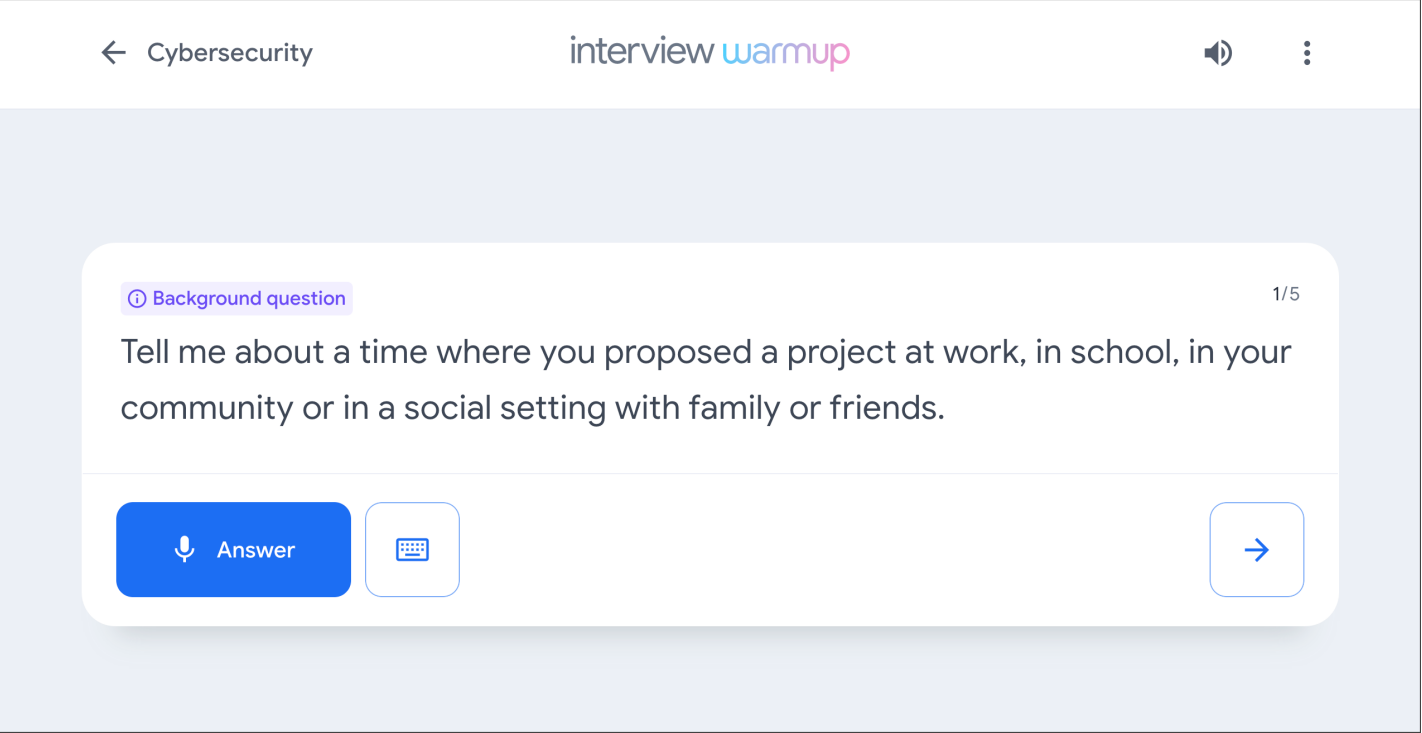 Cybersecurity
interview warmup
Background question
1/5
Tell me about a time where you proposed a project at work, in school, in your
community or in a social setting with family or friends.
Answer